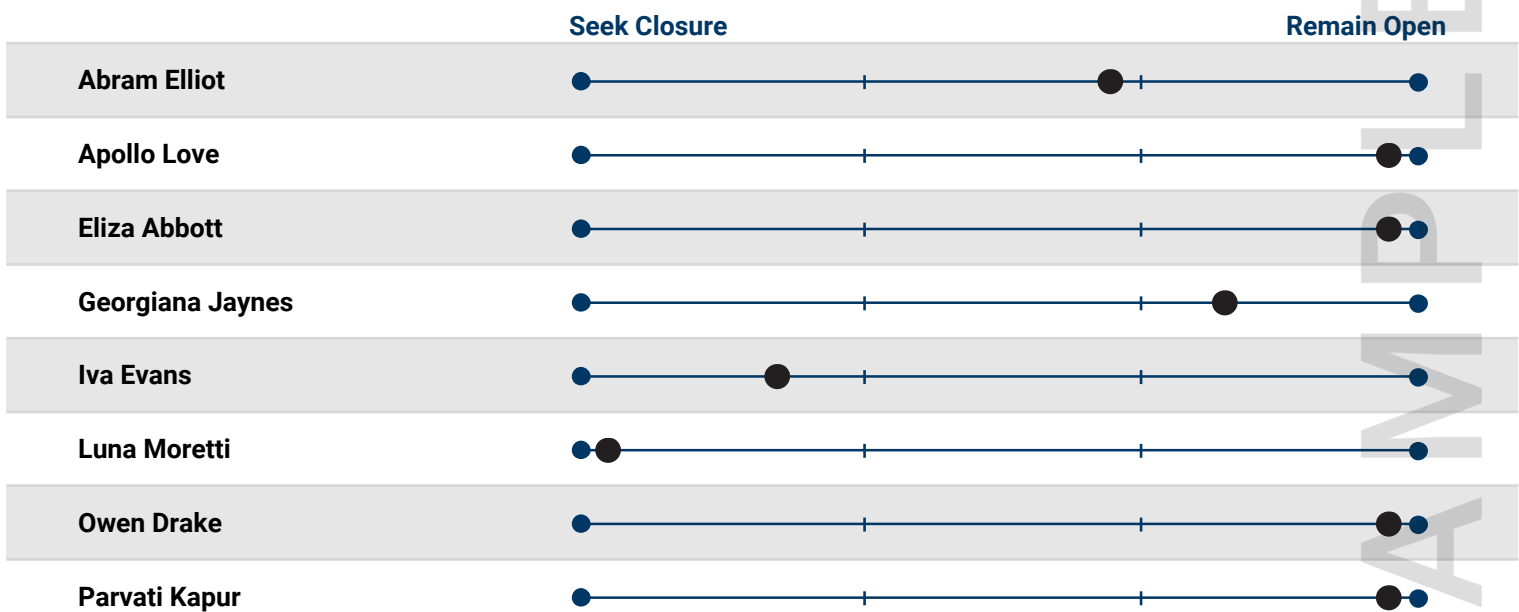 Seek Closure Remain Open
Abram Elliot
Apollo Love
Eliza Abbott
Georgiana Jaynes
Iva Evans
Luna Moretti
Owen Drake
Parvati Kapur
A M P L E